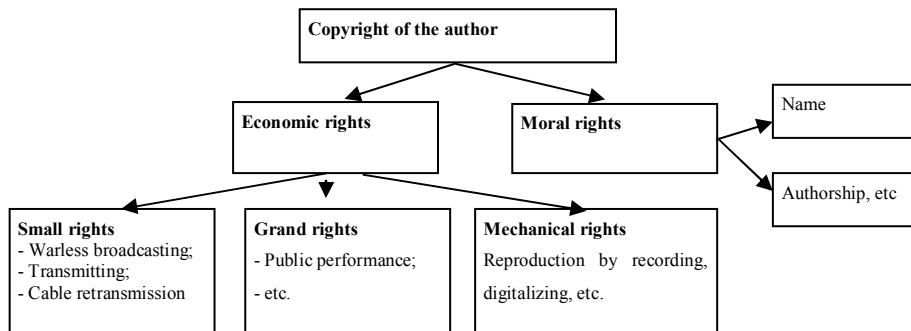 Copyright of the author
Economic rights
Moral rights
Name
Authorship, etc
Small rights
- Warless broadcasting;
- Transmitting;
- Cable retransmission
Grand rights
- Public performance;
- etc.
Mechanical rights
Reproduction by recording,
digitalizing, etc.